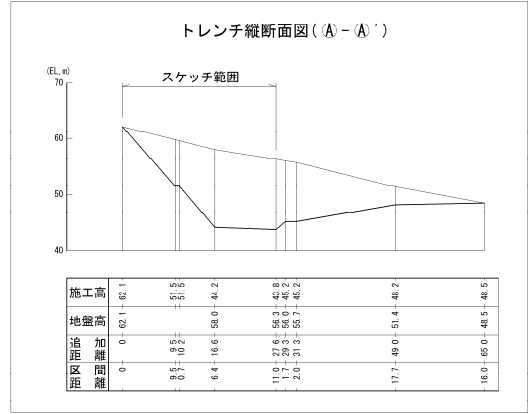 トレンチ縦断面図(Ⓐ-Ⓐ')
(EL,m)
スケッチ範囲
70
60
50
40
施工高 62.1 51.5 51.5 44.2 43.8 45.2 45.2 48.2 48.5
地盤高 62.1 58.0 56.3 56.0 55.7 51.4 48.5
追加距離 0 9.5 10.2 16.6 27.6 29.3 31.3 49.0 65.0
区間距離 0 9.5 0.7 6.4 11.0 1.7 2.0 17.7 16.0